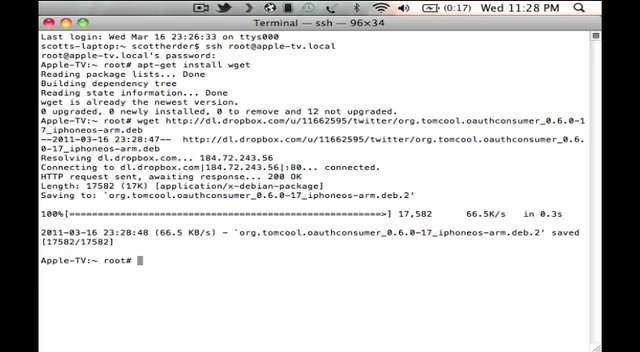 (0:17) Wed 11:28 PM
Terminal — ssh — 96×34
Last login: Wed Mar 16 23:26:33 on ttys000
scotts-laptop:~ scottherder$ ssh root@apple-tv.local
root@apple-tv.local's password:
Apple-TV:~ root# apt-get install wget
Reading package lists... Done
Building dependency tree
Reading state information... Done
wget is already the newest version.
0 upgraded, 0 newly installed, 0 to remove and 12 not upgraded.
Apple-TV:~ root# wget http://dl.dropbox.com/u/11662595/twitter/org.tomcool.oauthconsumer_0.6.0-1
7_iphoneos-arm.deb
--2011-03-16 23:28:47-- http://dl.dropbox.com/u/11662595/twitter/org.tomcool.oauthconsumer_0.6.
0-17_iphoneos-arm.deb
Resolving dl.dropbox.com... 184.72.243.56
Connecting to dl.dropbox.com|184.72.243.56|:80... connected.
HTTP request sent, awaiting response... 200 OK
Length: 17582 (17K) [application/x-debian-package]
Saving to: `org.tomcool.oauthconsumer_0.6.0-17_iphoneos-arm.deb.2'
100%[======================================>] 17,582 66.5K/s in 0.3s
2011-03-16 23:28:48 (66.5 KB/s) - `org.tomcool.oauthconsumer_0.6.0-17_iphoneos-arm.deb.2' saved
[17582/17582]
Apple-TV:~ root#